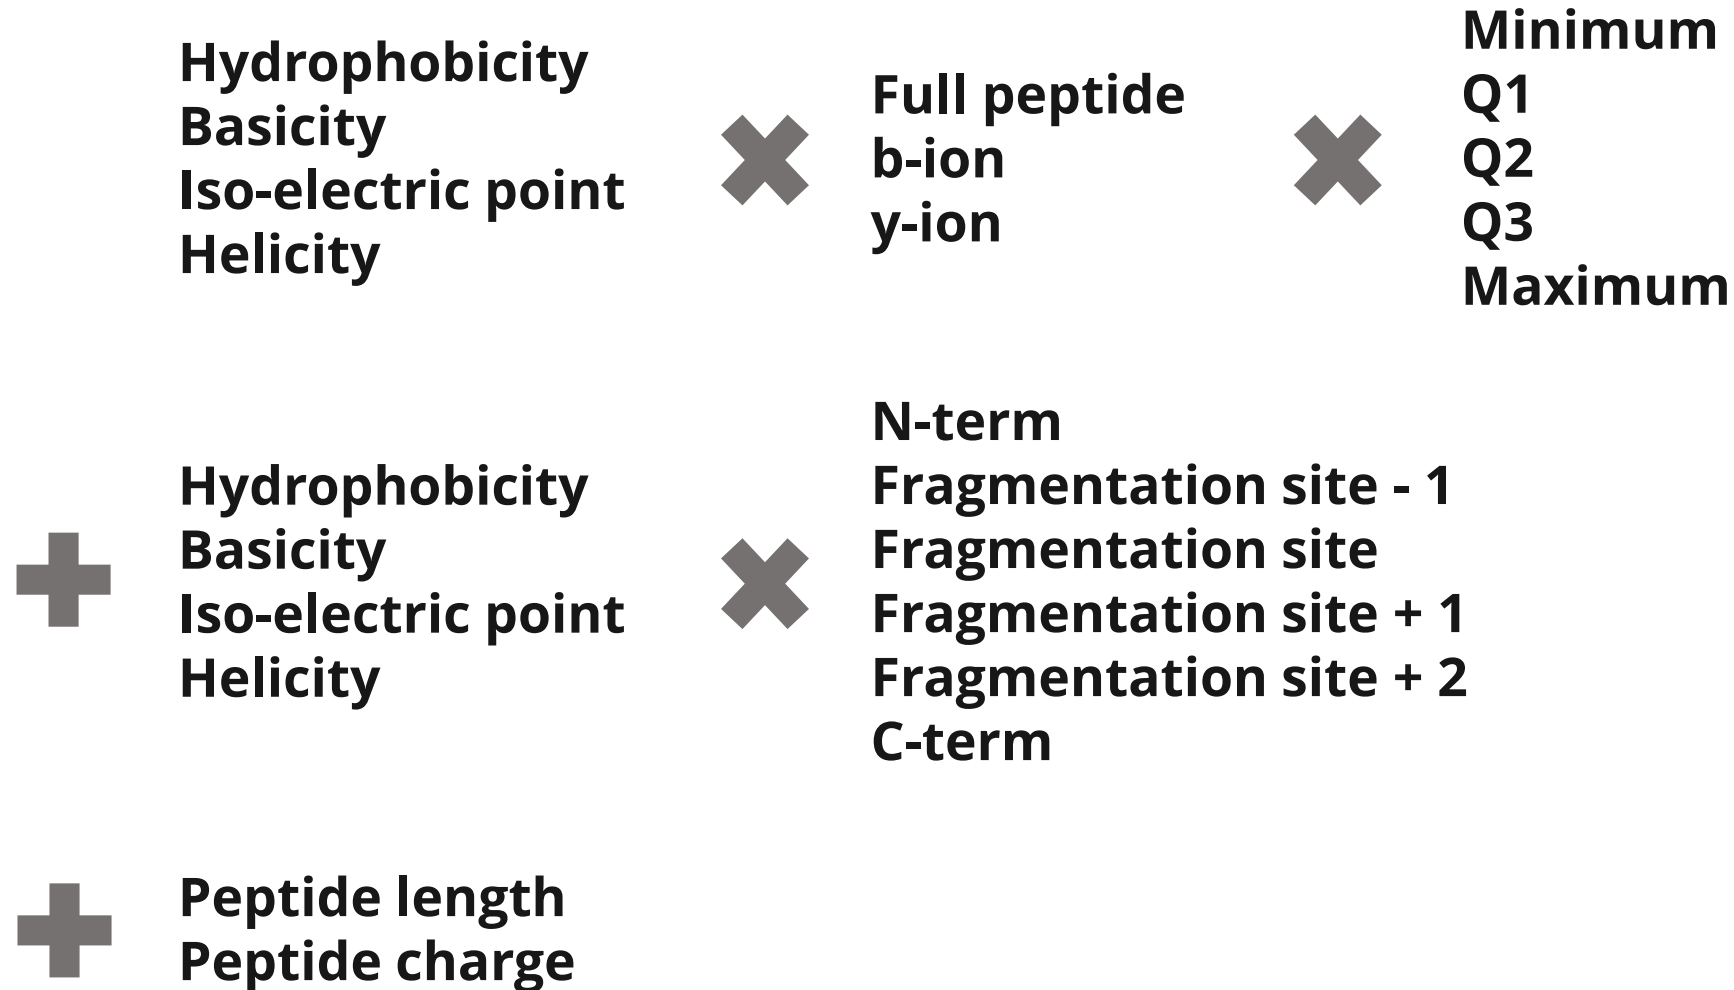 Hydrophobicity
Basicity
Iso-electric point
Helicity
Full peptide
b-ion
y-ion
Minimum
Q1
Q2
Q3
Maximum
Hydrophobicity
Basicity
Iso-electric point
Helicity
N-term
Fragmentation site - 1
Fragmentation site
Fragmentation site + 1
Fragmentation site + 2
C-term
Peptide length
Peptide charge